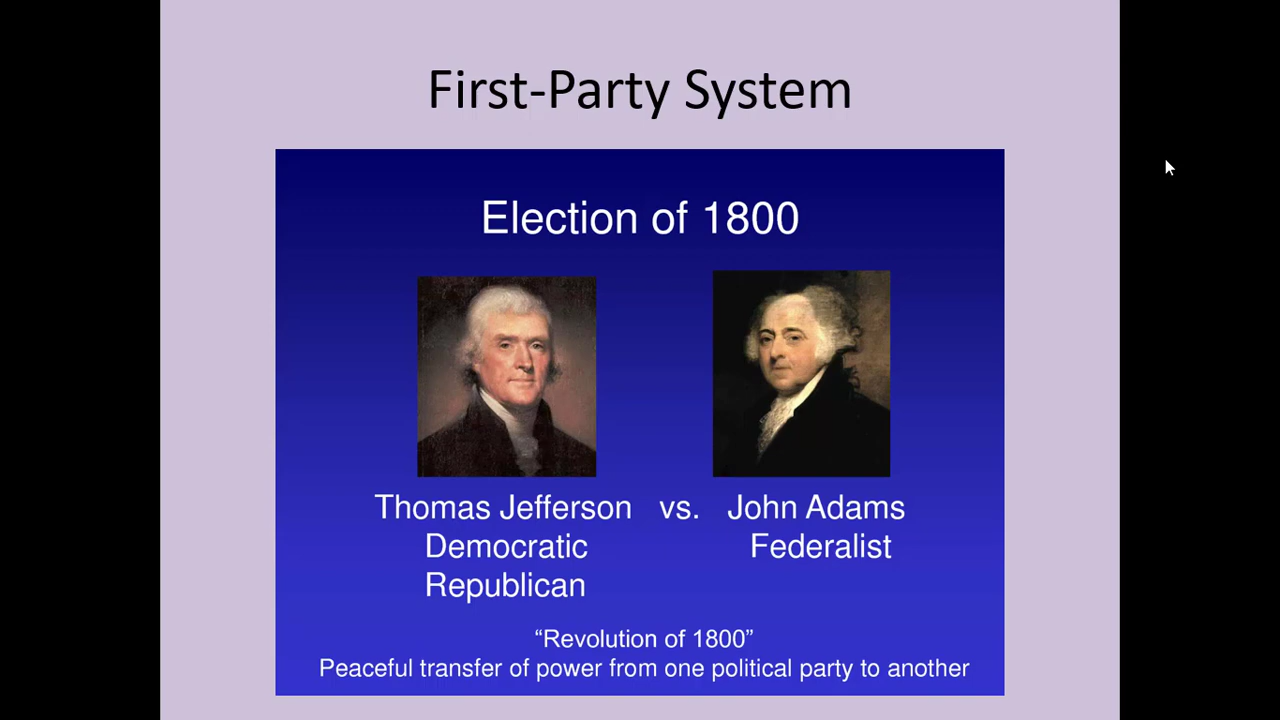 First-Party System
Election of 1800
Thomas Jefferson vs. John Adams
Democratic Federalist
Republican
“Revolution of 1800”
Peaceful transfer of power from one political party to another